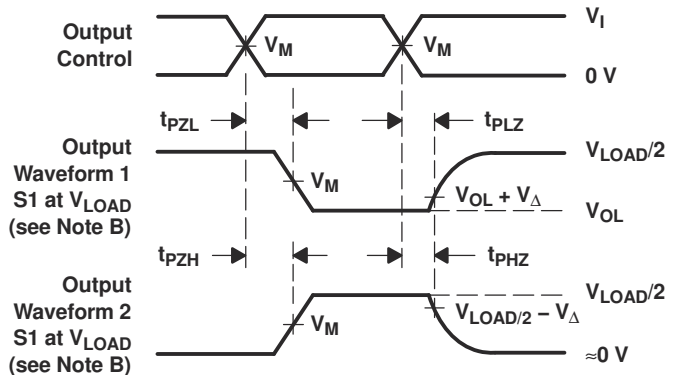 Output
Control
V_M
V_M
V_I
0 V
t_PZL
t_PLZ
Output
Waveform 1
S1 at V_LOAD
(see Note B)
V_M
V_OL + V_Δ
V_LOAD/2
V_OL
t_PZH
t_PHZ
Output
Waveform 2
S1 at V_LOAD
(see Note B)
V_M
V_LOAD/2 − V_Δ
V_LOAD/2
≈0 V